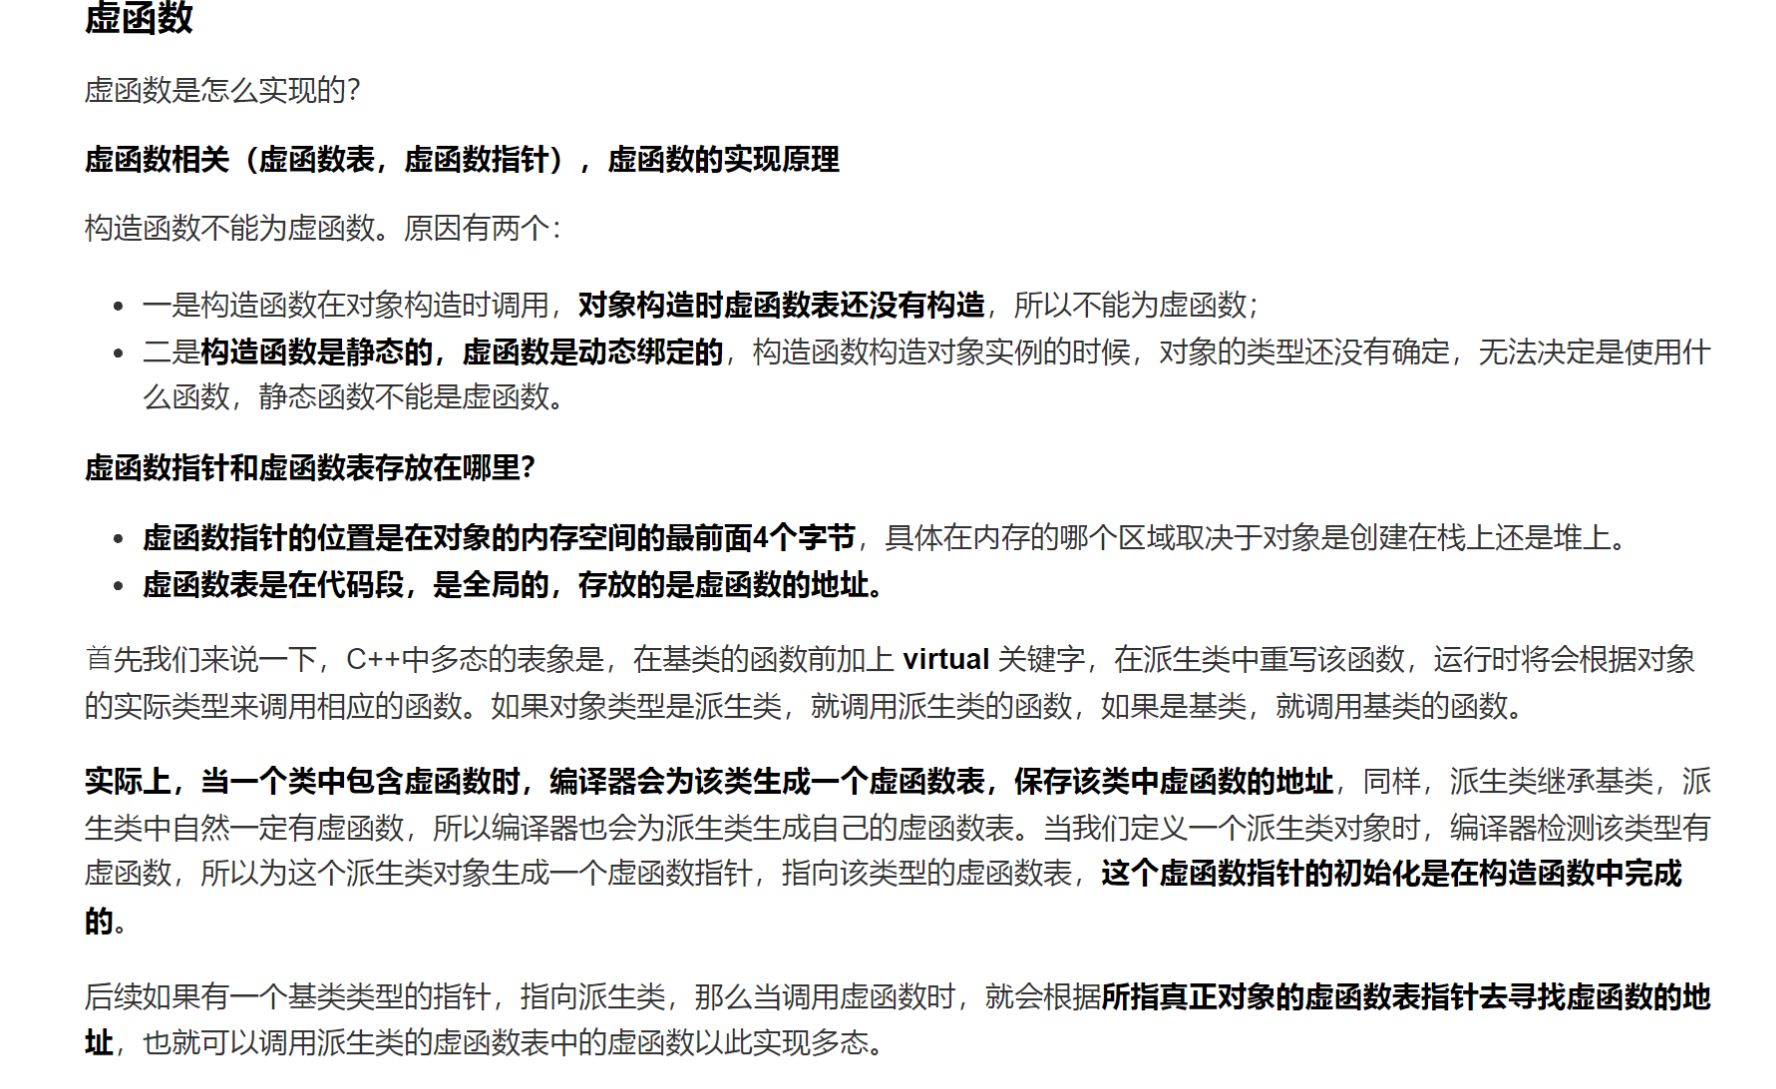 虚函数
虚函数是怎么实现的？
虚函数相关（虚函数表，虚函数指针），虚函数的实现原理
构造函数不能为虚函数。原因有两个：
• 一是构造函数在对象构造时调用，对象构造时虚函数表还没有构造，所以不能为虚函数；
• 二是构造函数是静态的，虚函数是动态绑定的，构造函数构造对象实例的时候，对象的类型还没有确定，无法决定是使用什
么函数，静态函数不能是虚函数。
虚函数指针和虚函数表存放在哪里？
• 虚函数指针的位置是在对象的内存空间的最前面4个字节，具体在内存的哪个区域取决于对象是创建在栈上还是堆上。
• 虚函数表是在代码段，是全局的，存放的是虚函数的地址。
首先我们来说一下，C++中多态的表象是，在基类的函数前加上 virtual 关键字，在派生类中重写该函数，运行时将会根据对象
的实际类型来调用相应的函数。如果对象类型是派生类，就调用派生类的函数，如果是基类，就调用基类的函数。
实际上，当一个类中包含虚函数时，编译器会为该类生成一个虚函数表，保存该类中虚函数的地址，同样，派生类继承基类，派
生类中自然一定有虚函数，所以编译器也会为派生类生成自己的虚函数表。当我们定义一个派生类对象时，编译器检测该类型有
虚函数，所以为这个派生类对象生成一个虚函数指针，指向该类型的虚函数表，这个虚函数指针的初始化是在构造函数中完成
的。
后续如果有一个基类类型的指针，指向派生类，那么当调用虚函数时，就会根据所指真正对象的虚函数表指针去寻找虚函数的地
址，也就可以调用派生类的虚函数表中的虚函数以此实现多态。